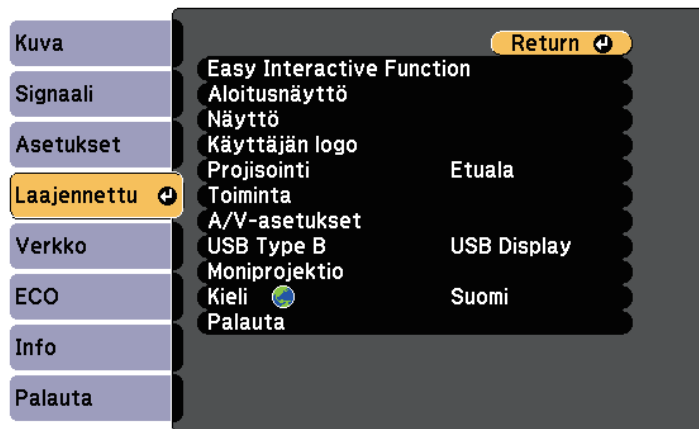 Kuva
Signaali
Asetukset
Laajennettu
Verkko
ECO
Info
Palauta
Return
Easy Interactive Function
Aloitusnäyttö
Näyttö
Käyttäjän logo
Projisointi Etuala
Toiminta
A/V-asetukset
USB Type B USB Display
Moniprojektio
Kieli Suomi
Palauta